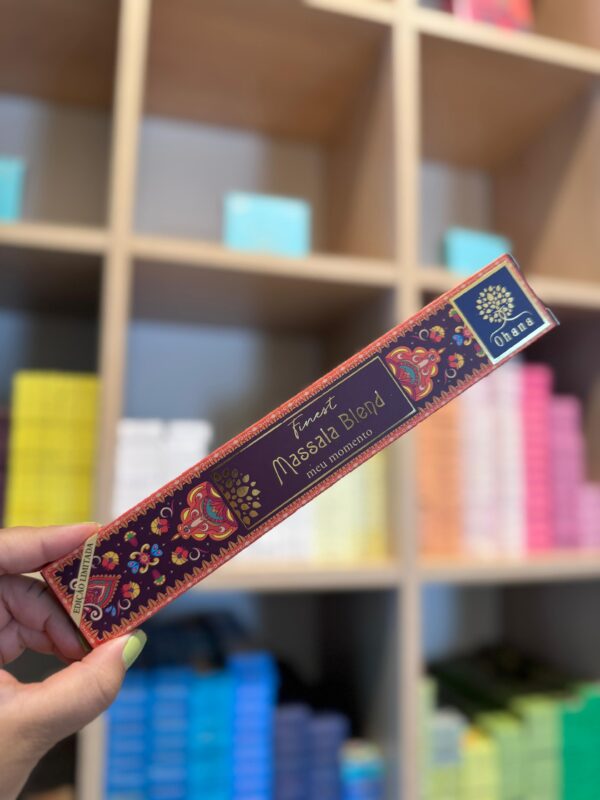 Ohana
Finest
Massala Blend
meu momento
EDIÇÃO LIMITADA